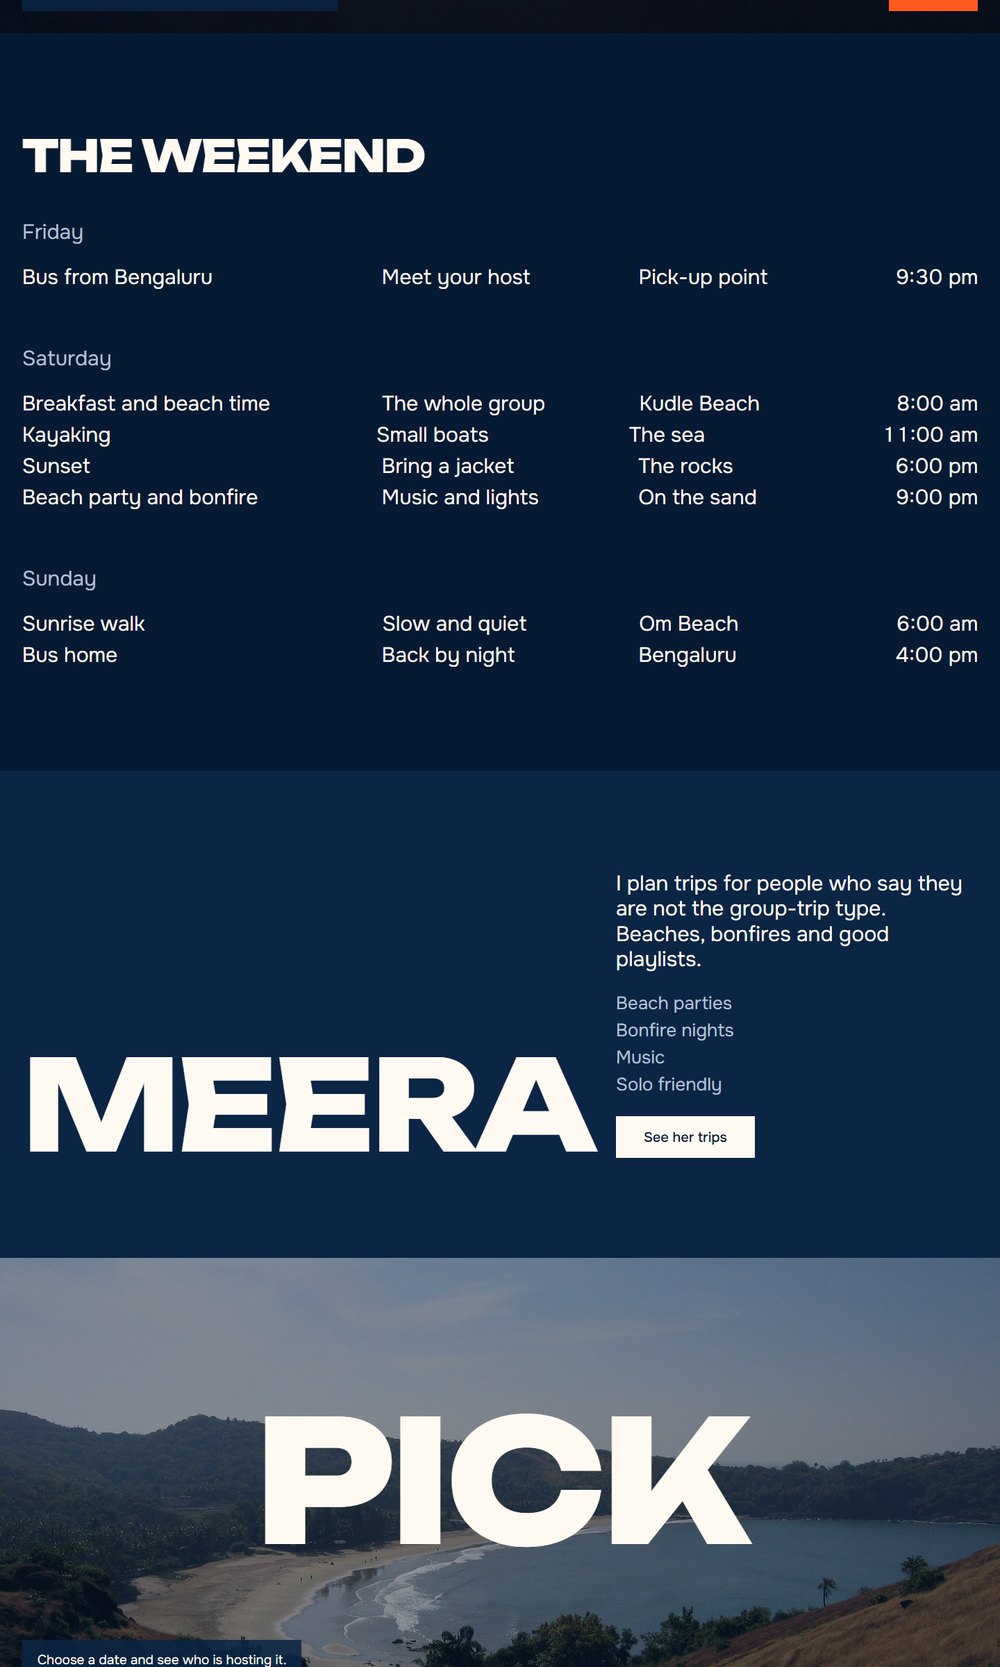 THE WEEKEND
Friday
Bus from Bengaluru Meet your host Pick-up point 9:30 pm
Saturday
Breakfast and beach time The whole group Kudle Beach 8:00 am
Kayaking Small boats The sea 11:00 am
Sunset Bring a jacket The rocks 6:00 pm
Beach party and bonfire Music and lights On the sand 9:00 pm
Sunday
Sunrise walk Slow and quiet Om Beach 6:00 am
Bus home Back by night Bengaluru 4:00 pm
I plan trips for people who say they
are not the group-trip type.
Beaches, bonfires and good
playlists.
Beach parties
Bonfire nights
Music
Solo friendly
MEERA
See her trips
PICK
Choose a date and see who is hosting it.